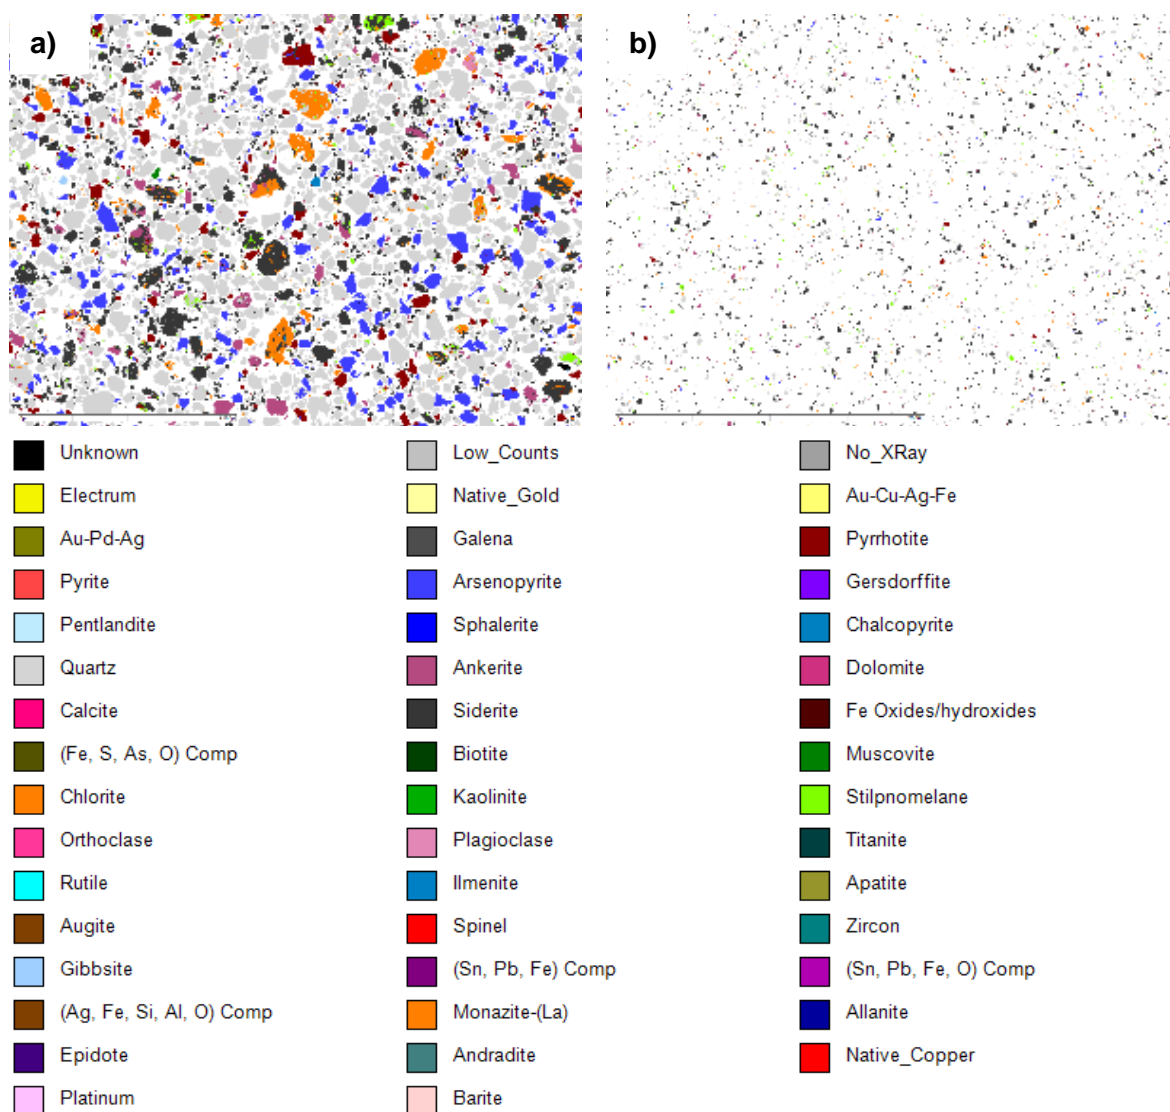 a) b)
Unknown Low_Counts No_XRay
Electrum Native_Gold Au-Cu-Ag-Fe
Au-Pd-Ag Galena Pyrrhotite
Pyrite Arsenopyrite Gersdorffite
Pentlandite Sphalerite Chalcopyrite
Quartz Ankerite Dolomite
Calcite Siderite Fe Oxides/hydroxides
(Fe, S, As, O) Comp Biotite Muscovite
Chlorite Kaolinite Stilpnomelane
Orthoclase Plagioclase Titanite
Rutile Ilmenite Apatite
Augite Spinel Zircon
Gibbsite (Sn, Pb, Fe) Comp (Sn, Pb, Fe, O) Comp
(Ag, Fe, Si, Al, O) Comp Monazite-(La) Allanite
Epidote Andradite Native_Copper
Platinum Barite